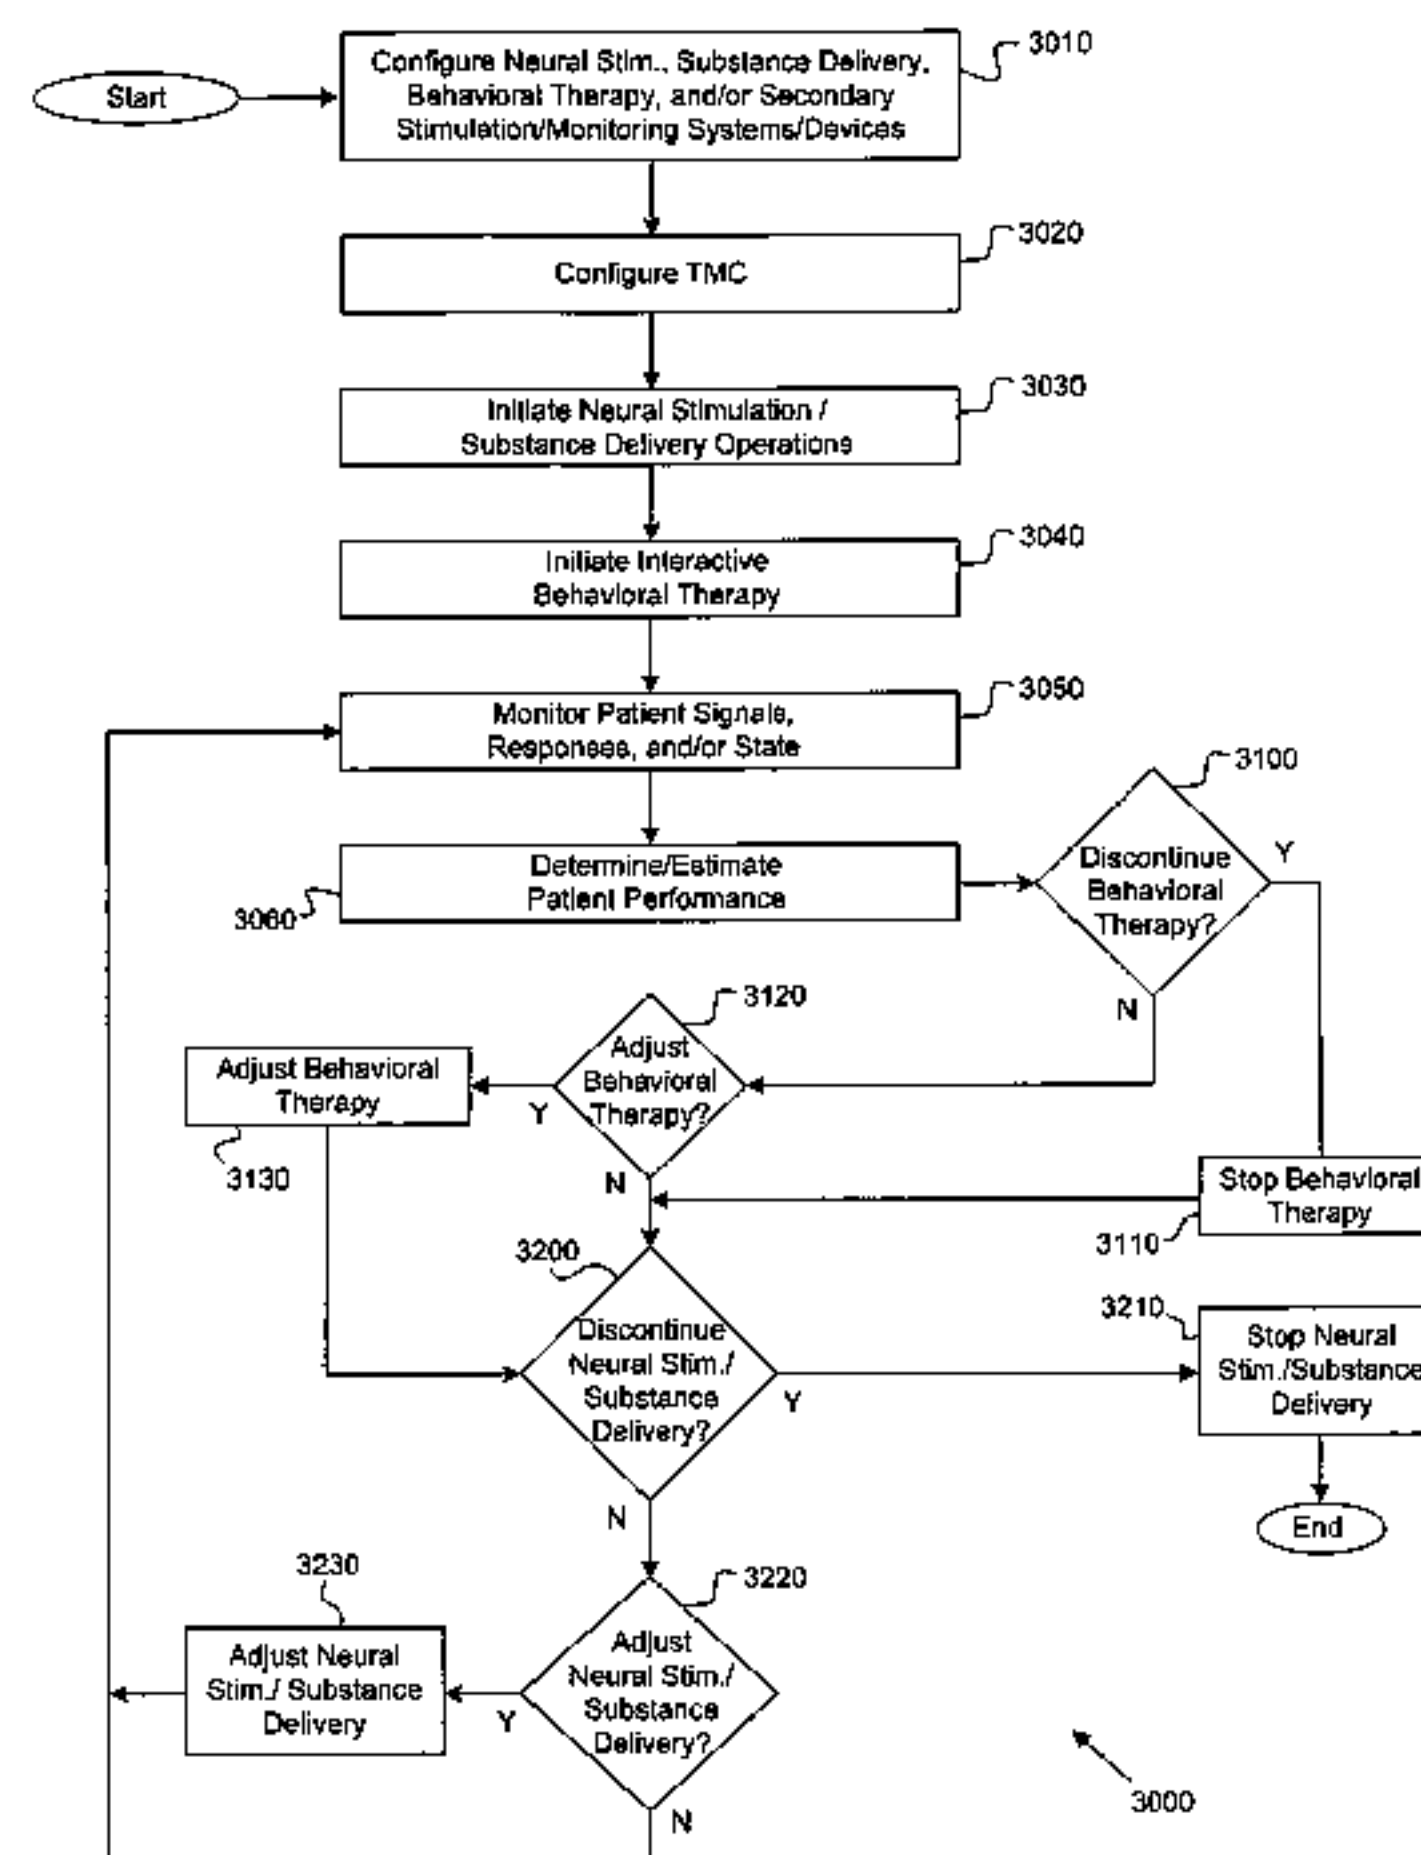 Start
Configure Neural Stim., Substance Delivery,
Behavioral Therapy, and/or Secondary
Stimulation/Monitoring Systems/Devices
3010
Configure TMC
3020
Initiate Neural Stimulation /
Substance Delivery Operations
3030
Initiate Interactive
Behavioral Therapy
3040
Monitor Patient Signals,
Responses, and/or State
3050
Determine/Estimate
Patient Performance
3060
Discontinue
Behavioral
Therapy?
3100
Y
N
Adjust
Behavioral
Therapy?
3120
Y
N
Adjust Behavioral
Therapy
3130
Stop Behavioral
Therapy
3110
Discontinue
Neural Stim./
Substance
Delivery?
3200
Y
N
Stop Neural
Stim./Substance
Delivery
3210
End
Adjust
Neural Stim./
Substance
Delivery?
3220
Y
N
Adjust Neural
Stim./ Substance
Delivery
3230
3000